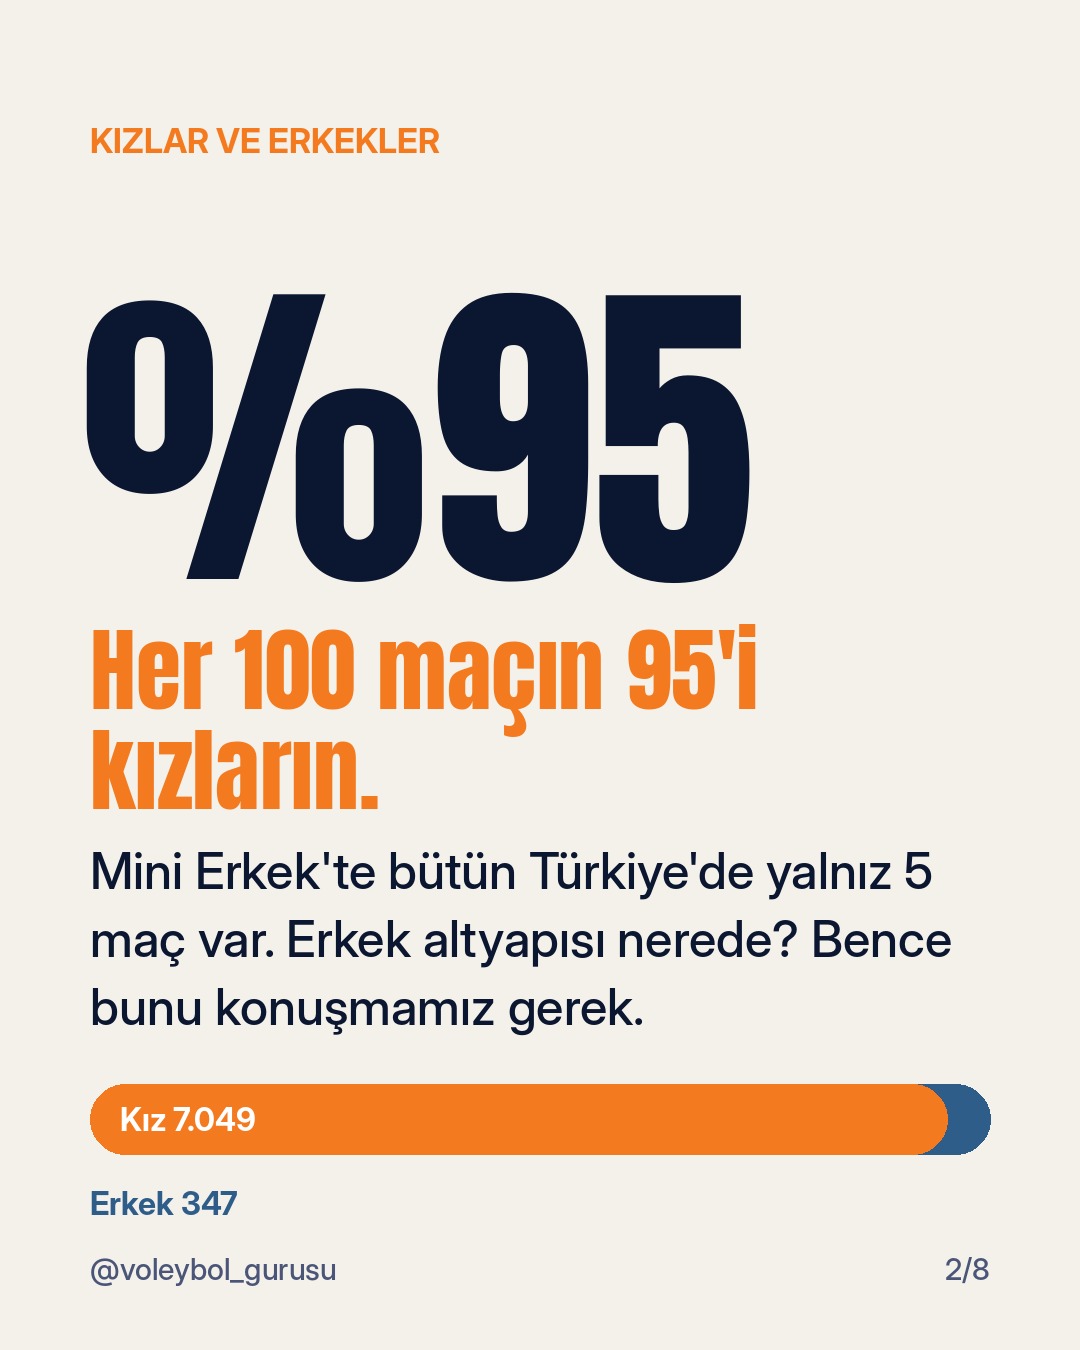 KIZLAR VE ERKEKLER
%95
Her 100 maçın 95'i
kızların.
Mini Erkek'te bütün Türkiye'de yalnız 5
maç var. Erkek altyapısı nerede? Bence
bunu konuşmamız gerek.
Kız 7.049
Erkek 347
@voleybol_gurusu
2/8